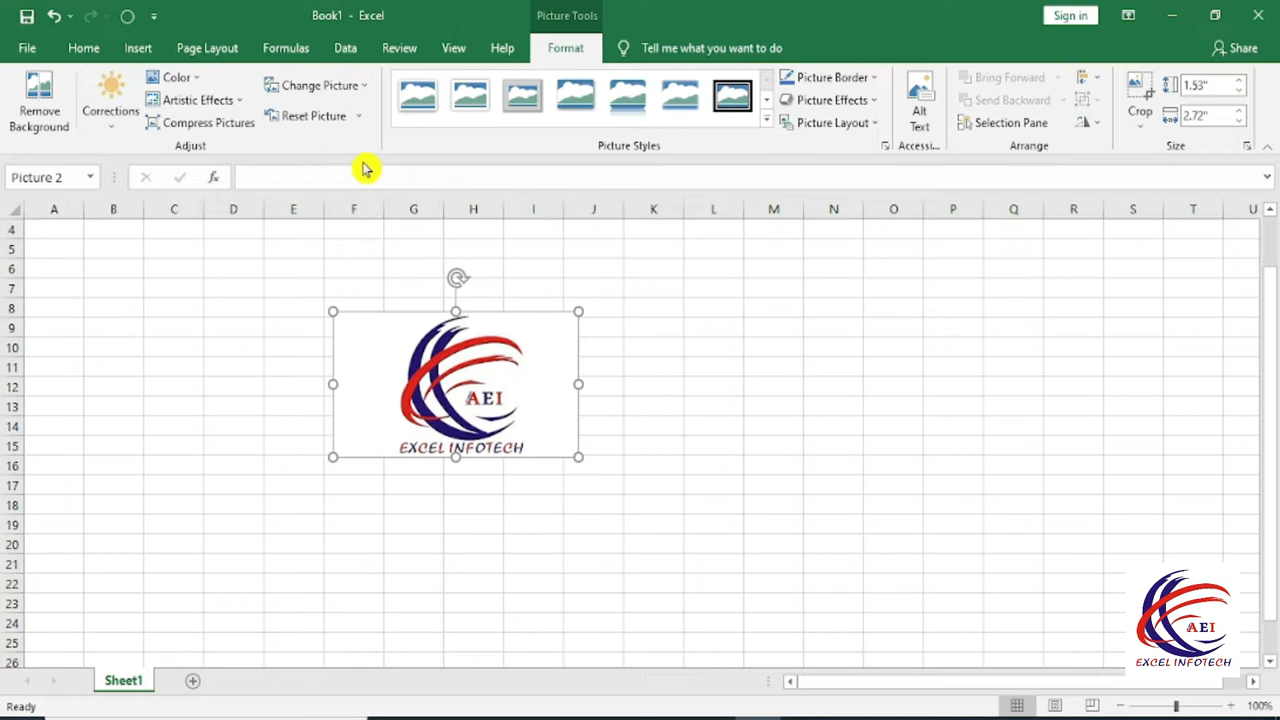 Book1 - Excel
Picture Tools
Sign in
File Home Insert Page Layout Formulas Data Review View Help Format Tell me what you want to do Share
Remove Background
Corrections
Color
Artistic Effects
Compress Pictures
Change Picture
Reset Picture
Adjust
Picture Styles
Picture Border
Picture Effects
Picture Layout
Alt Text
Accessi...
Bring Forward
Send Backward
Selection Pane
Arrange
Crop
1.53"
2.72"
Size
Picture 2
fx
A B C D E F G H I J K L M N O P Q R S T U
4
5
6
7
8
9
10
11
12
13
14
15
16
17
18
19
20
21
22
23
24
25
26
AEI
EXCEL INFOTECH
AEI
EXCEL INFOTECH
Sheet1
Ready
100%